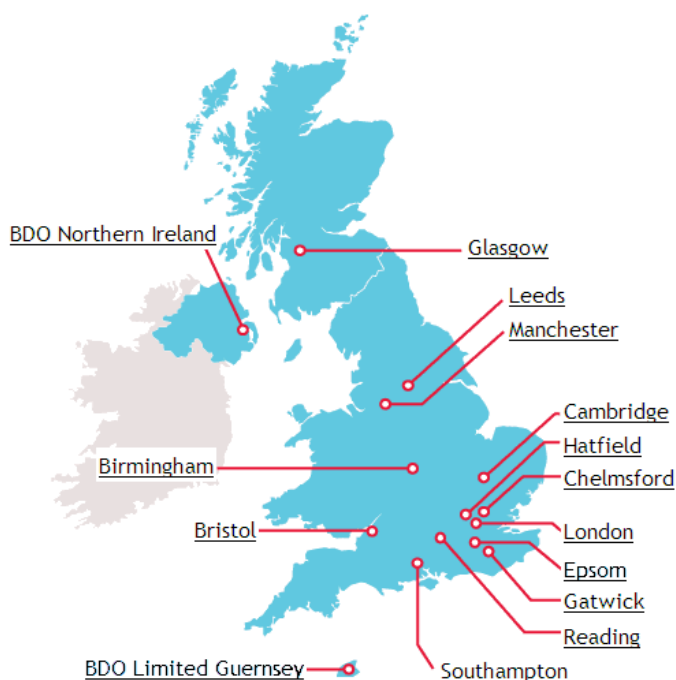 BDO Northern Ireland
Glasgow
Leeds
Manchester
Cambridge
Hatfield
Birmingham
Chelmsford
Bristol
London
Epsom
Gatwick
Reading
BDO Limited Guernsey
Southampton